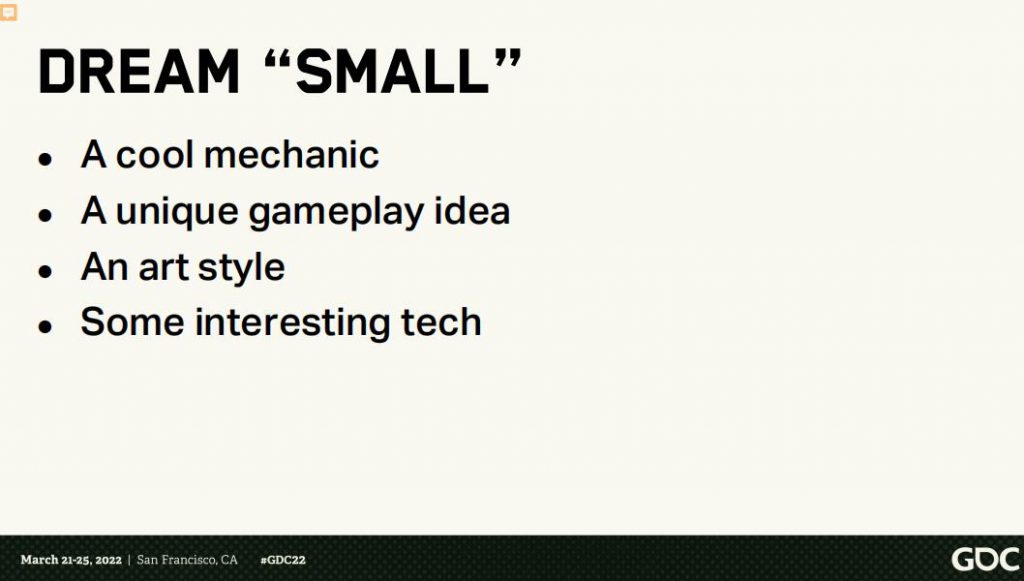 DREAM “SMALL”
• A cool mechanic
• A unique gameplay idea
• An art style
• Some interesting tech
March 21-25, 2022 | San Francisco, CA #GDC22
GDC